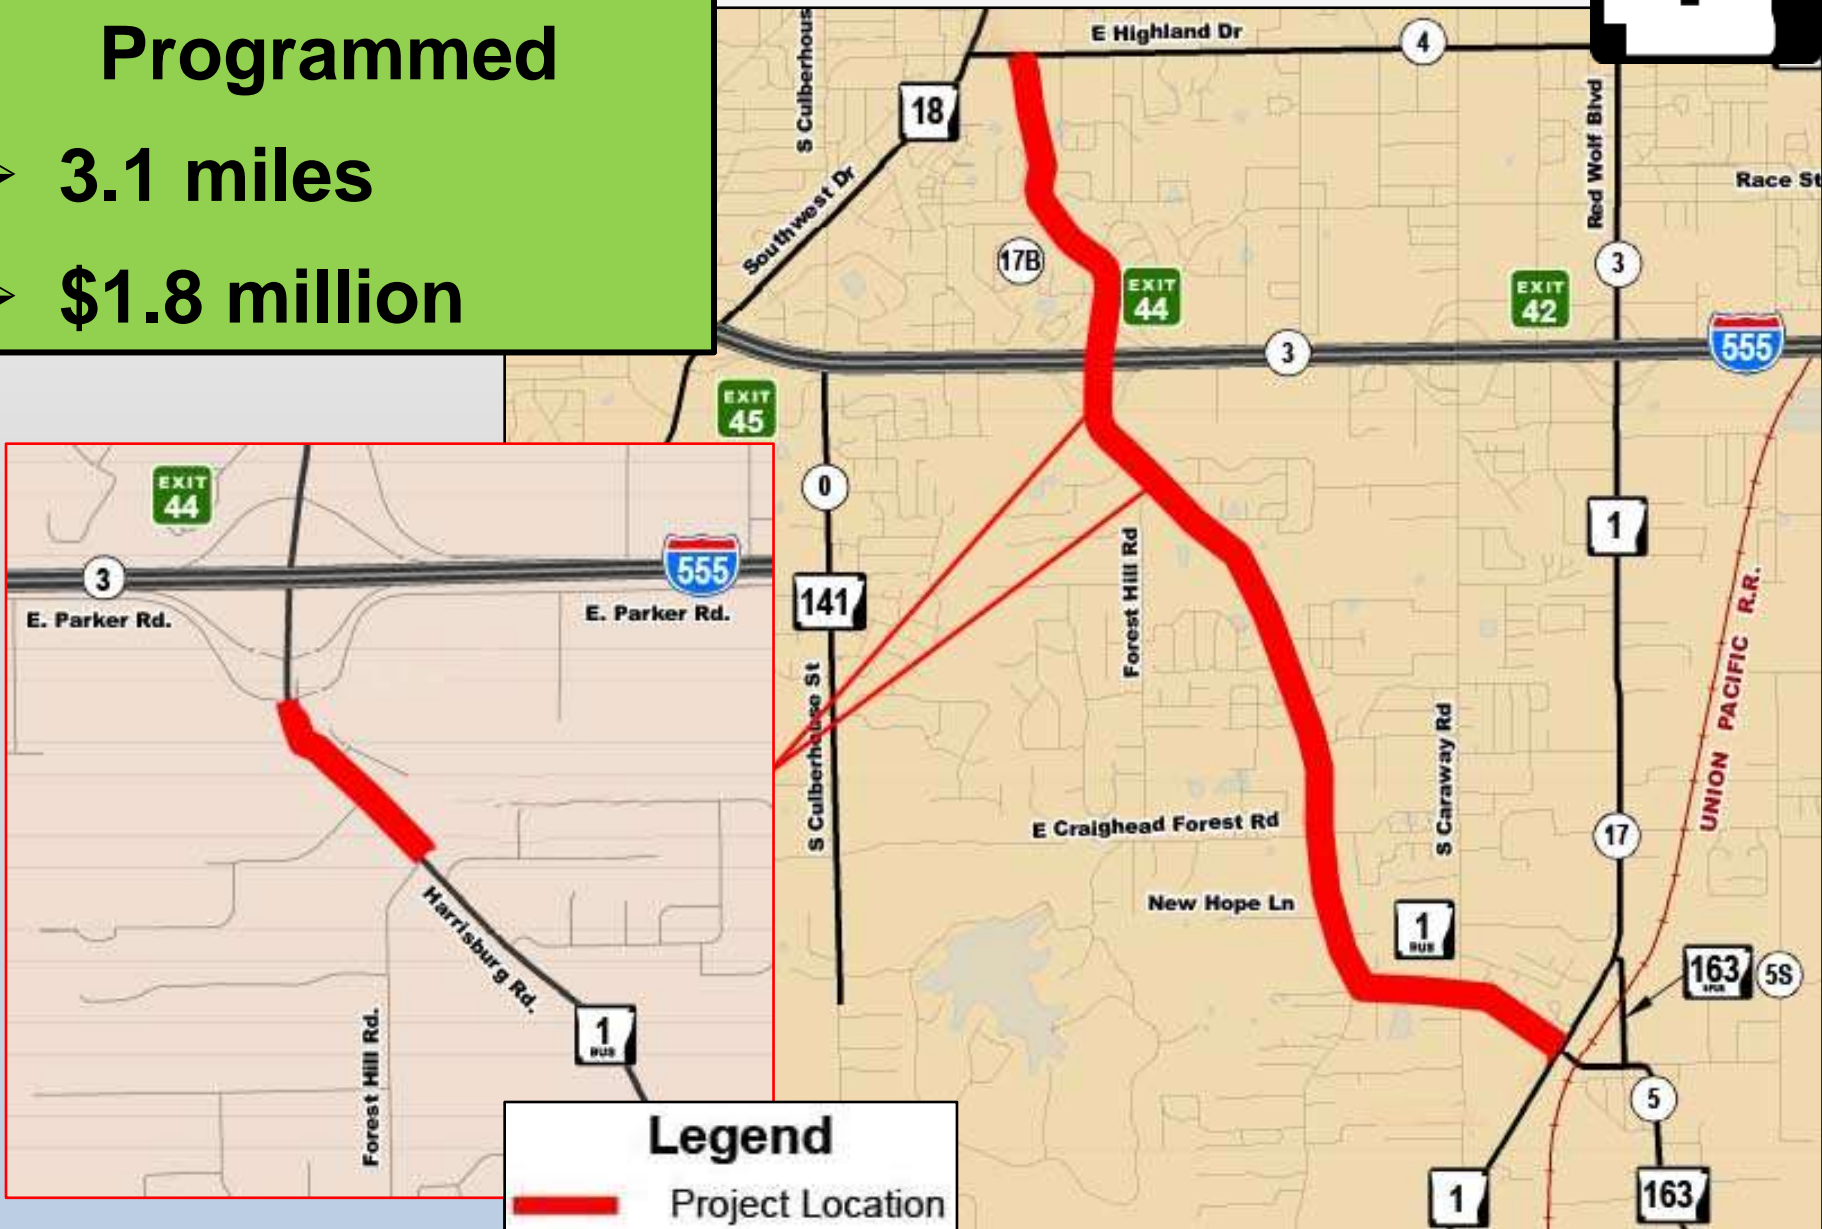 Programmed
➢ 3.1 miles
➢ $1.8 million
E Highland Dr
4
S Culberhous
18
Southwest Dr
Red Wolf Blvd
Race St
17B
EXIT
44
EXIT
42
3
3
555
EXIT
45
0
141
S Culberhouse St
Forest Hill Rd
1
UNION PACIFIC R.R.
S Caraway Rd
E Craighead Forest Rd
17
New Hope Ln
1
BUS
163
SPUR
5S
5
1
163
EXIT
44
3
555
E. Parker Rd.
E. Parker Rd.
Harrisburg Rd.
1
BUS
Forest Hill Rd.
Legend
Project Location